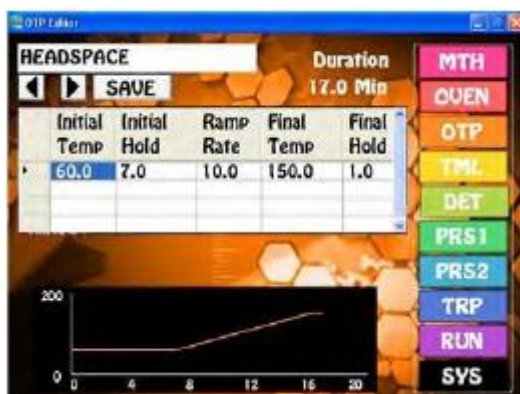 OTP Editor
HEADSPACE
Duration
SAVE
17.0 Min
Initial Temp Initial Hold Ramp Rate Final Temp Final Hold
60.0 7.0 10.0 150.0 1.0
200
0
0 4 8 12 16 20
MTH
OVEN
OTP
TML
DET
PRS1
PRS2
TRP
RUN
SYS